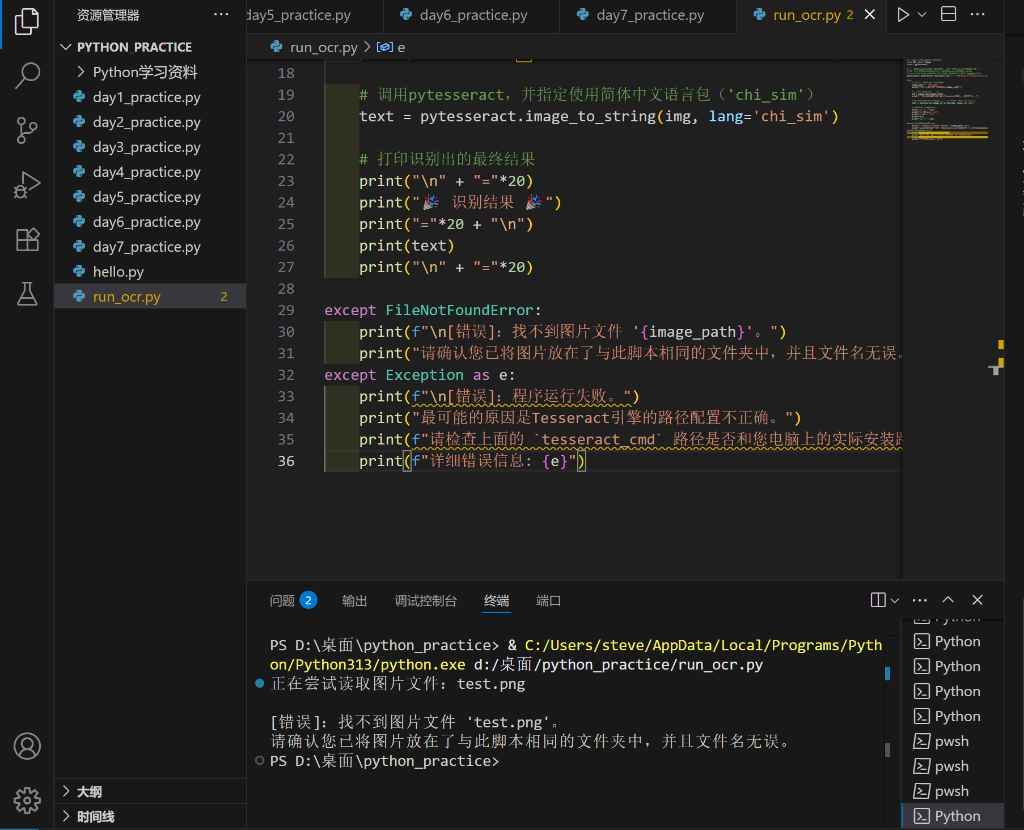 资源管理器
PYTHON PRACTICE
Python学习资料
day1_practice.py
day2_practice.py
day3_practice.py
day4_practice.py
day5_practice.py
day6_practice.py
day7_practice.py
hello.py
run_ocr.py 2
大纲
时间线
day5_practice.py day6_practice.py day7_practice.py run_ocr.py 2
run_ocr.py > e
18
19 # 调用pytesseract，并指定使用简体中文语言包（'chi_sim'）
20 text = pytesseract.image_to_string(img, lang='chi_sim')
21
22 # 打印识别出的最终结果
23 print("\n" + "="*20)
24 print("🎉 识别结果 🎉")
25 print("="*20 + "\n")
26 print(text)
27 print("\n" + "="*20)
28
29 except FileNotFoundError:
30 print(f"\n[错误]：找不到图片文件 '{image_path}'。")
31 print("请确认您已将图片放在了与此脚本相同的文件夹中，并且文件名无误。
32 except Exception as e:
33 print(f"\n[错误]：程序运行失败。")
34 print("最可能的原因是Tesseract引擎的路径配置不正确。")
35 print(f"请检查上面的 `tesseract_cmd` 路径是否和您电脑上的实际安装路
36 print(f"详细错误信息: {e}")
问题 2 输出 调试控制台 终端 端口
PS D:\桌面\python_practice> & C:/Users/steve/AppData/Local/Programs/Pyth
on/Python313/python.exe d:/桌面/python_practice/run_ocr.py
正在尝试读取图片文件：test.png
[错误]：找不到图片文件 'test.png'。
请确认您已将图片放在了与此脚本相同的文件夹中，并且文件名无误。
PS D:\桌面\python_practice>
Python
Python
Python
Python
Python
pwsh
pwsh
pwsh
Python